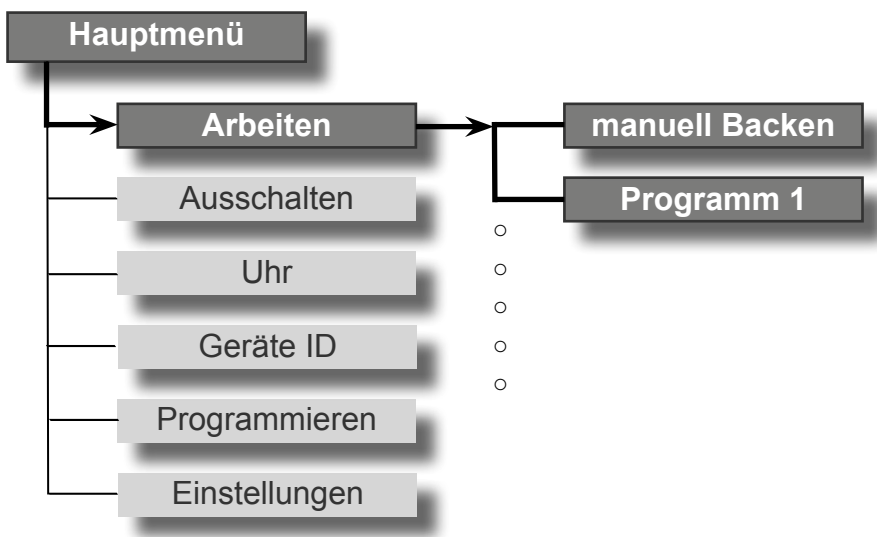 Hauptmenü
Arbeiten
manuell Backen
Ausschalten
Programm 1
Uhr
Geräte ID
Programmieren
Einstellungen